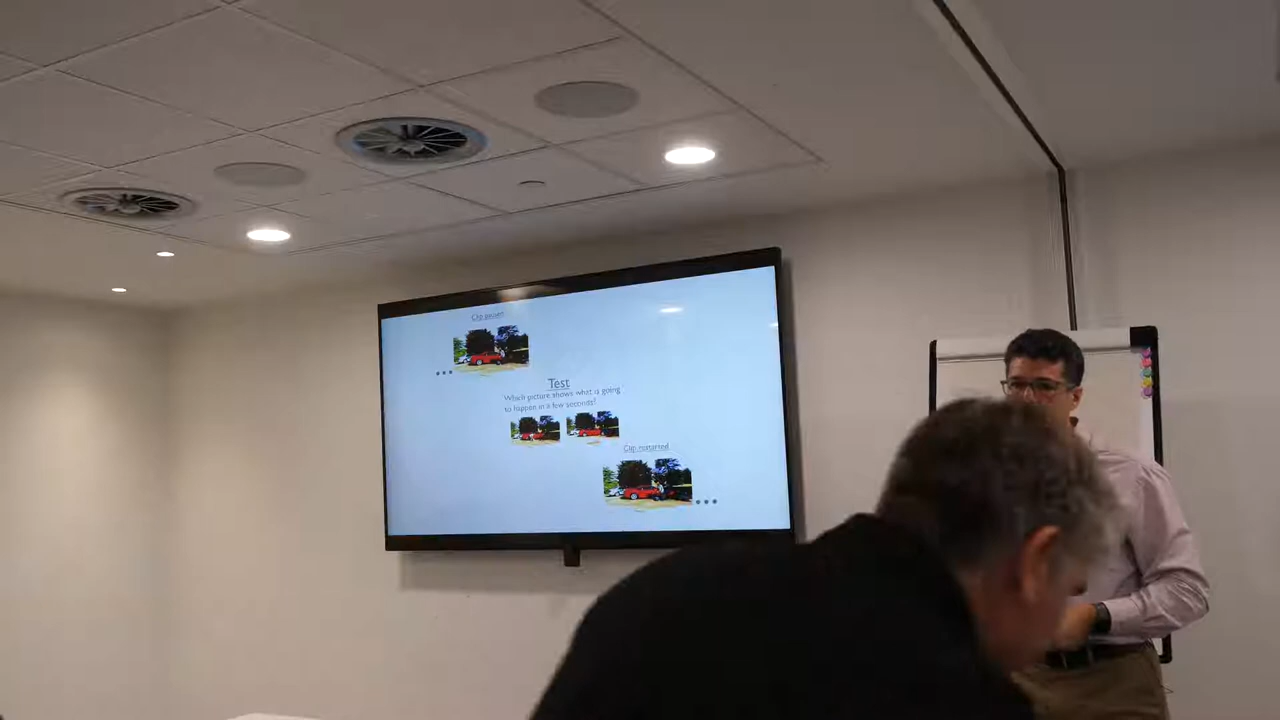 Clip paused
Test
Which picture shows what is going
to happen in a few seconds?
Clip restarted